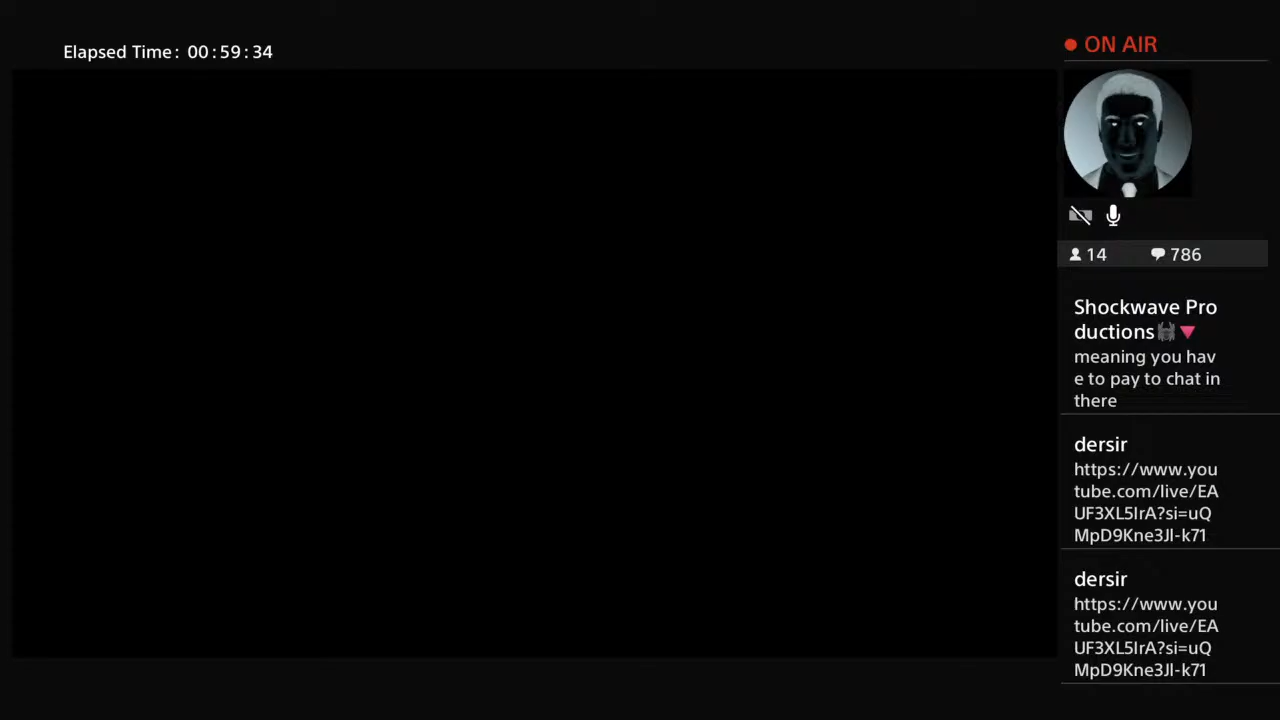 Elapsed Time: 00:59:34
ON AIR
14 786
Shockwave Pro
ductions
meaning you hav
e to pay to chat in
there
dersir
https://www.you
tube.com/live/EA
UF3XL5IrA?si=uQ
MpD9Kne3Jl-k71
dersir
https://www.you
tube.com/live/EA
UF3XL5IrA?si=uQ
MpD9Kne3Jl-k71